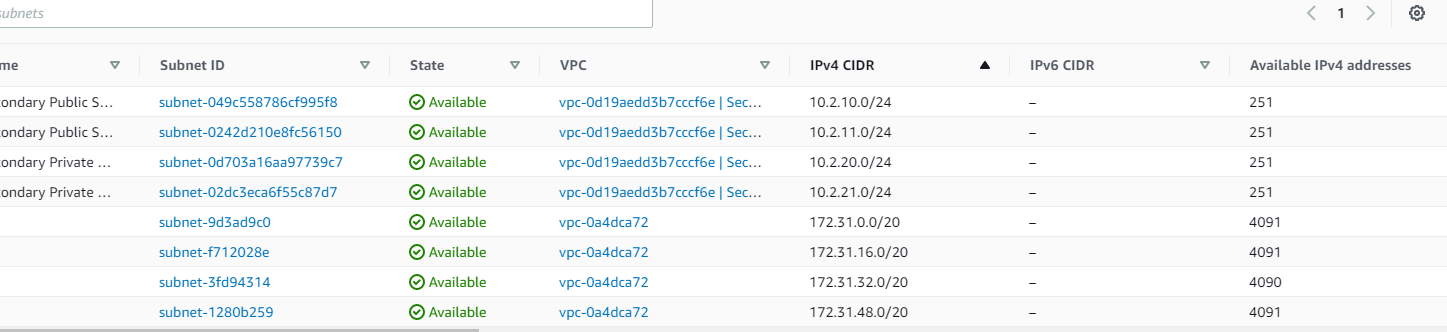 subnets
1
me Subnet ID State VPC IPv4 CIDR IPv6 CIDR Available IPv4 addresses
ondary Public S... subnet-049c558786cf995f8 Available vpc-0d19aedd3b7cccf6e | Sec... 10.2.10.0/24 – 251
ondary Public S... subnet-0242d210e8fc56150 Available vpc-0d19aedd3b7cccf6e | Sec... 10.2.11.0/24 – 251
ondary Private ... subnet-0d703a16aa97739c7 Available vpc-0d19aedd3b7cccf6e | Sec... 10.2.20.0/24 – 251
ondary Private ... subnet-02dc3eca6f55c87d7 Available vpc-0d19aedd3b7cccf6e | Sec... 10.2.21.0/24 – 251
subnet-9d3ad9c0 Available vpc-0a4dca72 172.31.0.0/20 – 4091
subnet-f712028e Available vpc-0a4dca72 172.31.16.0/20 – 4091
subnet-3fd94314 Available vpc-0a4dca72 172.31.32.0/20 – 4090
subnet-1280b259 Available vpc-0a4dca72 172.31.48.0/20 – 4091